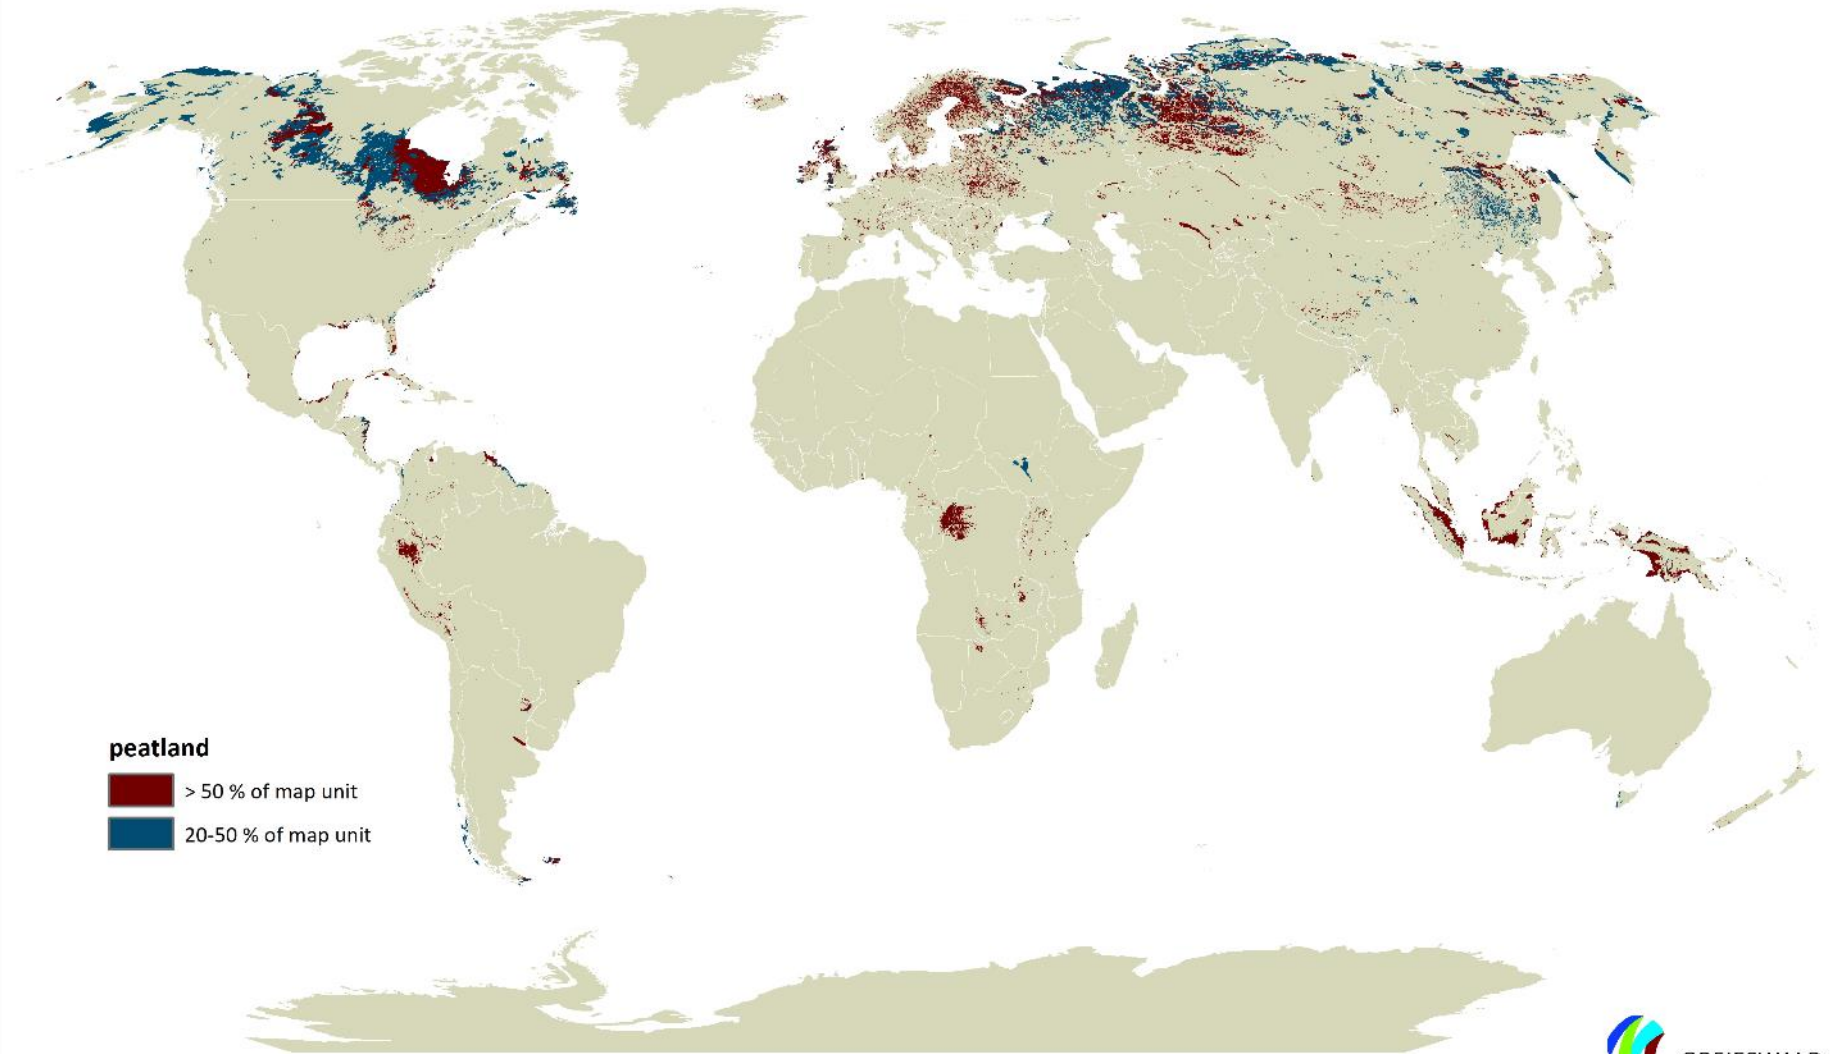 peatland
> 50 % of map unit
20-50 % of map unit